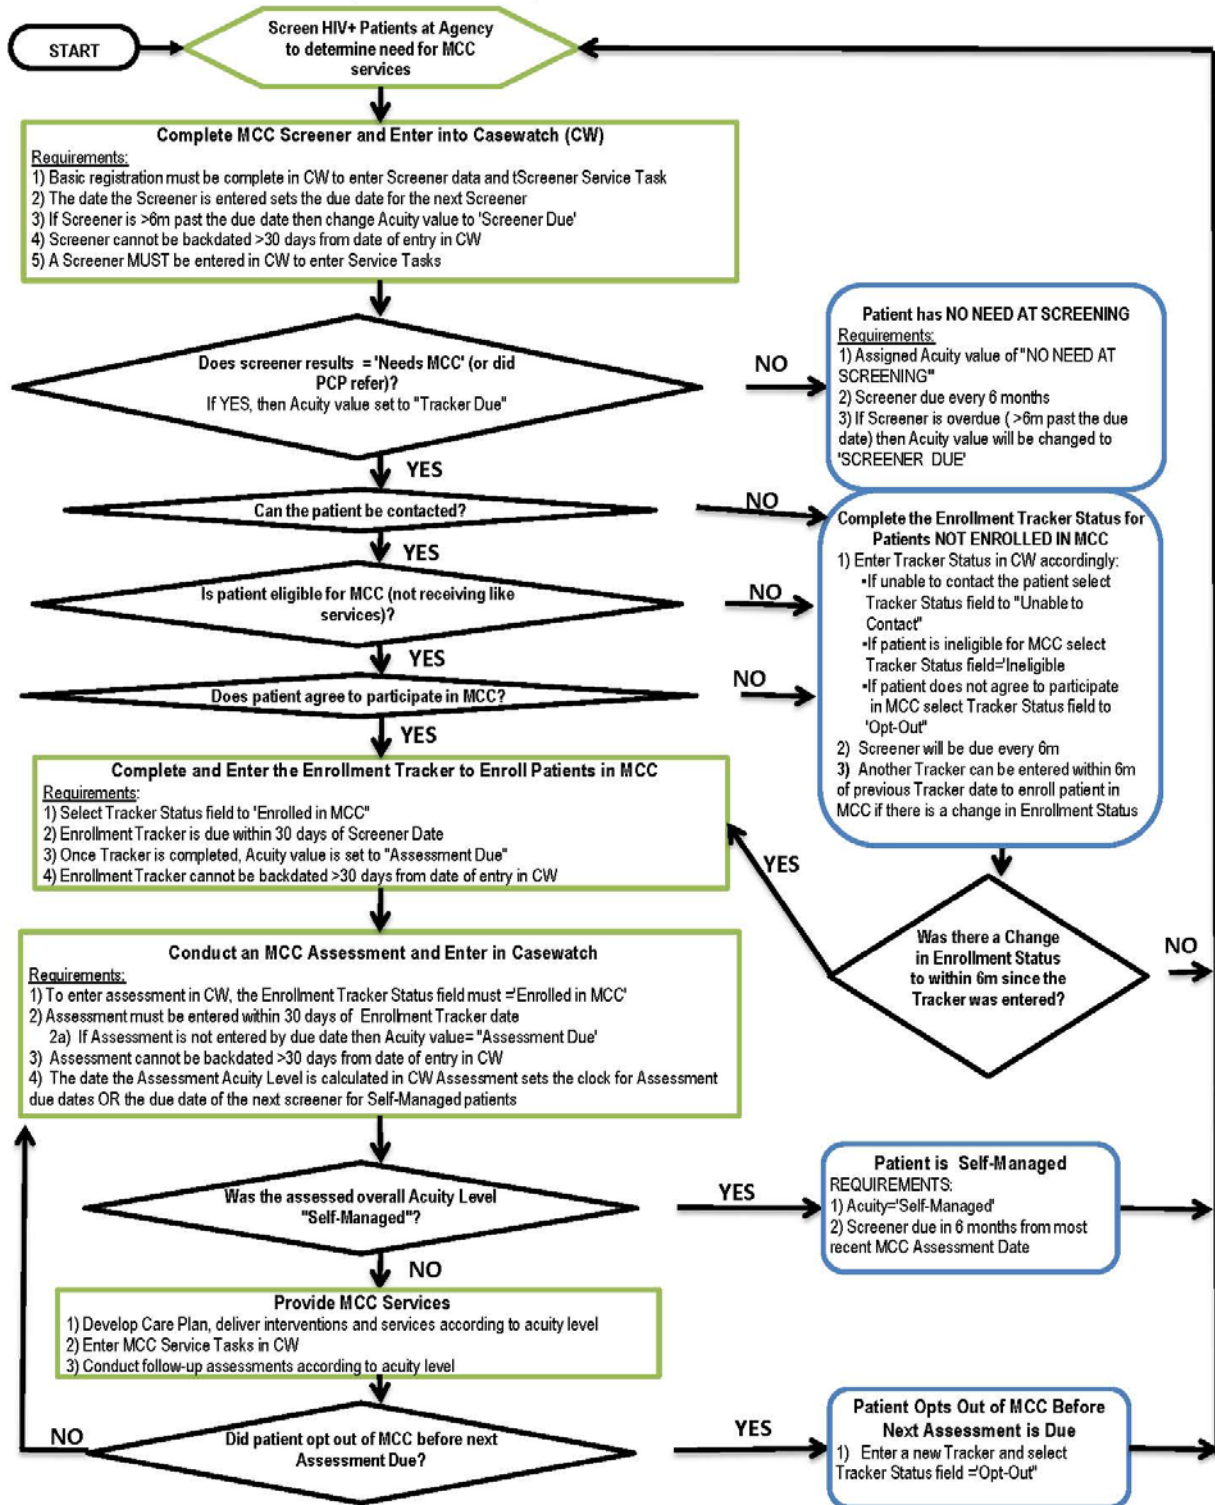 START
Screen HIV+ Patients at Agency
to determine need for MCC
services
Complete MCC Screener and Enter into Casewatch (CW)
Requirements:
1) Basic registration must be complete in CW to enter Screener data and tScreener Service Task
2) The date the Screener is entered sets the due date for the next Screener
3) If Screener is >6m past the due date then change Acuity value to 'Screener Due'
4) Screener cannot be backdated >30 days from date of entry in CW
5) A Screener MUST be entered in CW to enter Service Tasks
Does screener results = 'Needs MCC' (or did
PCP refer)?
If YES, then Acuity value set to "Tracker Due"
NO
Patient has NO NEED AT SCREENING
Requirements:
1) Assigned Acuity value of "NO NEED AT
SCREENING"
2) Screener due every 6 months
3) If Screener is overdue ( >6m past the due
date) then Acuity value will be changed to
'SCREENER DUE'
YES
Can the patient be contacted?
NO
YES
Is patient eligible for MCC (not receiving like
services)?
NO
YES
Does patient agree to participate in MCC?
NO
YES
Complete the Enrollment Tracker Status for
Patients NOT ENROLLED IN MCC
1) Enter Tracker Status in CW accordingly:
▪If unable to contact the patient select
Tracker Status field to "Unable to
Contact"
▪If patient is ineligible for MCC select
Tracker Status field='Ineligible
▪If patient does not agree to participate
in MCC select Tracker Status field to
'Opt-Out"
2) Screener will be due every 6m
3) Another Tracker can be entered within 6m
of previous Tracker date to enroll patient in
MCC if there is a change in Enrollment Status
Complete and Enter the Enrollment Tracker to Enroll Patients in MCC
Requirements:
1) Select Tracker Status field to 'Enrolled in MCC"
2) Enrollment Tracker is due within 30 days of Screener Date
3) Once Tracker is completed, Acuity value is set to "Assessment Due"
4) Enrollment Tracker cannot be backdated >30 days from date of entry in CW
YES
Was there a Change
in Enrollment Status
to within 6m since the
Tracker was entered?
NO
Conduct an MCC Assessment and Enter in Casewatch
Requirements:
1) To enter assessment in CW, the Enrollment Tracker Status field must ='Enrolled in MCC'
2) Assessment must be entered within 30 days of Enrollment Tracker date
2a) If Assessment is not entered by due date then Acuity value= "Assessment Due'
3) Assessment cannot be backdated >30 days from date of entry in CW
4) The date the Assessment Acuity Level is calculated in CW Assessment sets the clock for Assessment
due dates OR the due date of the next screener for Self-Managed patients
Was the assessed overall Acuity Level
"Self-Managed"?
YES
Patient is Self-Managed
REQUIREMENTS:
1) Acuity='Self-Managed'
2) Screener due in 6 months from most
recent MCC Assessment Date
NO
Provide MCC Services
1) Develop Care Plan, deliver interventions and services according to acuity level
2) Enter MCC Service Tasks in CW
3) Conduct follow-up assessments according to acuity level
NO
Did patient opt out of MCC before next
Assessment Due?
YES
Patient Opts Out of MCC Before
Next Assessment is Due
1) Enter a new Tracker and select
Tracker Status field ='Opt-Out"